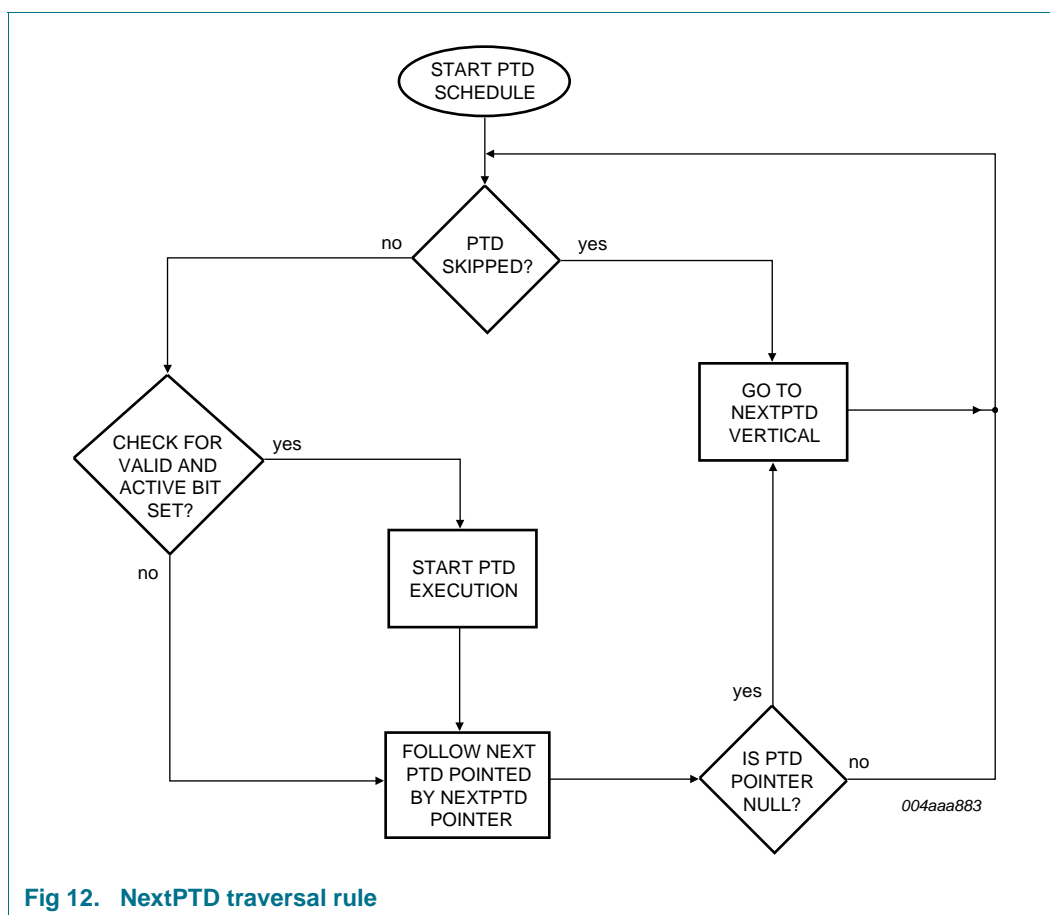 START PTD
SCHEDULE
no
PTD
SKIPPED?
yes
GO TO
NEXTPTD
VERTICAL
CHECK FOR
VALID AND
ACTIVE BIT
SET?
yes
no
START PTD
EXECUTION
FOLLOW NEXT
PTD POINTED
BY NEXTPTD
POINTER
yes
IS PTD
POINTER
NULL?
no
004aaa883
Fig 12. NextPTD traversal rule